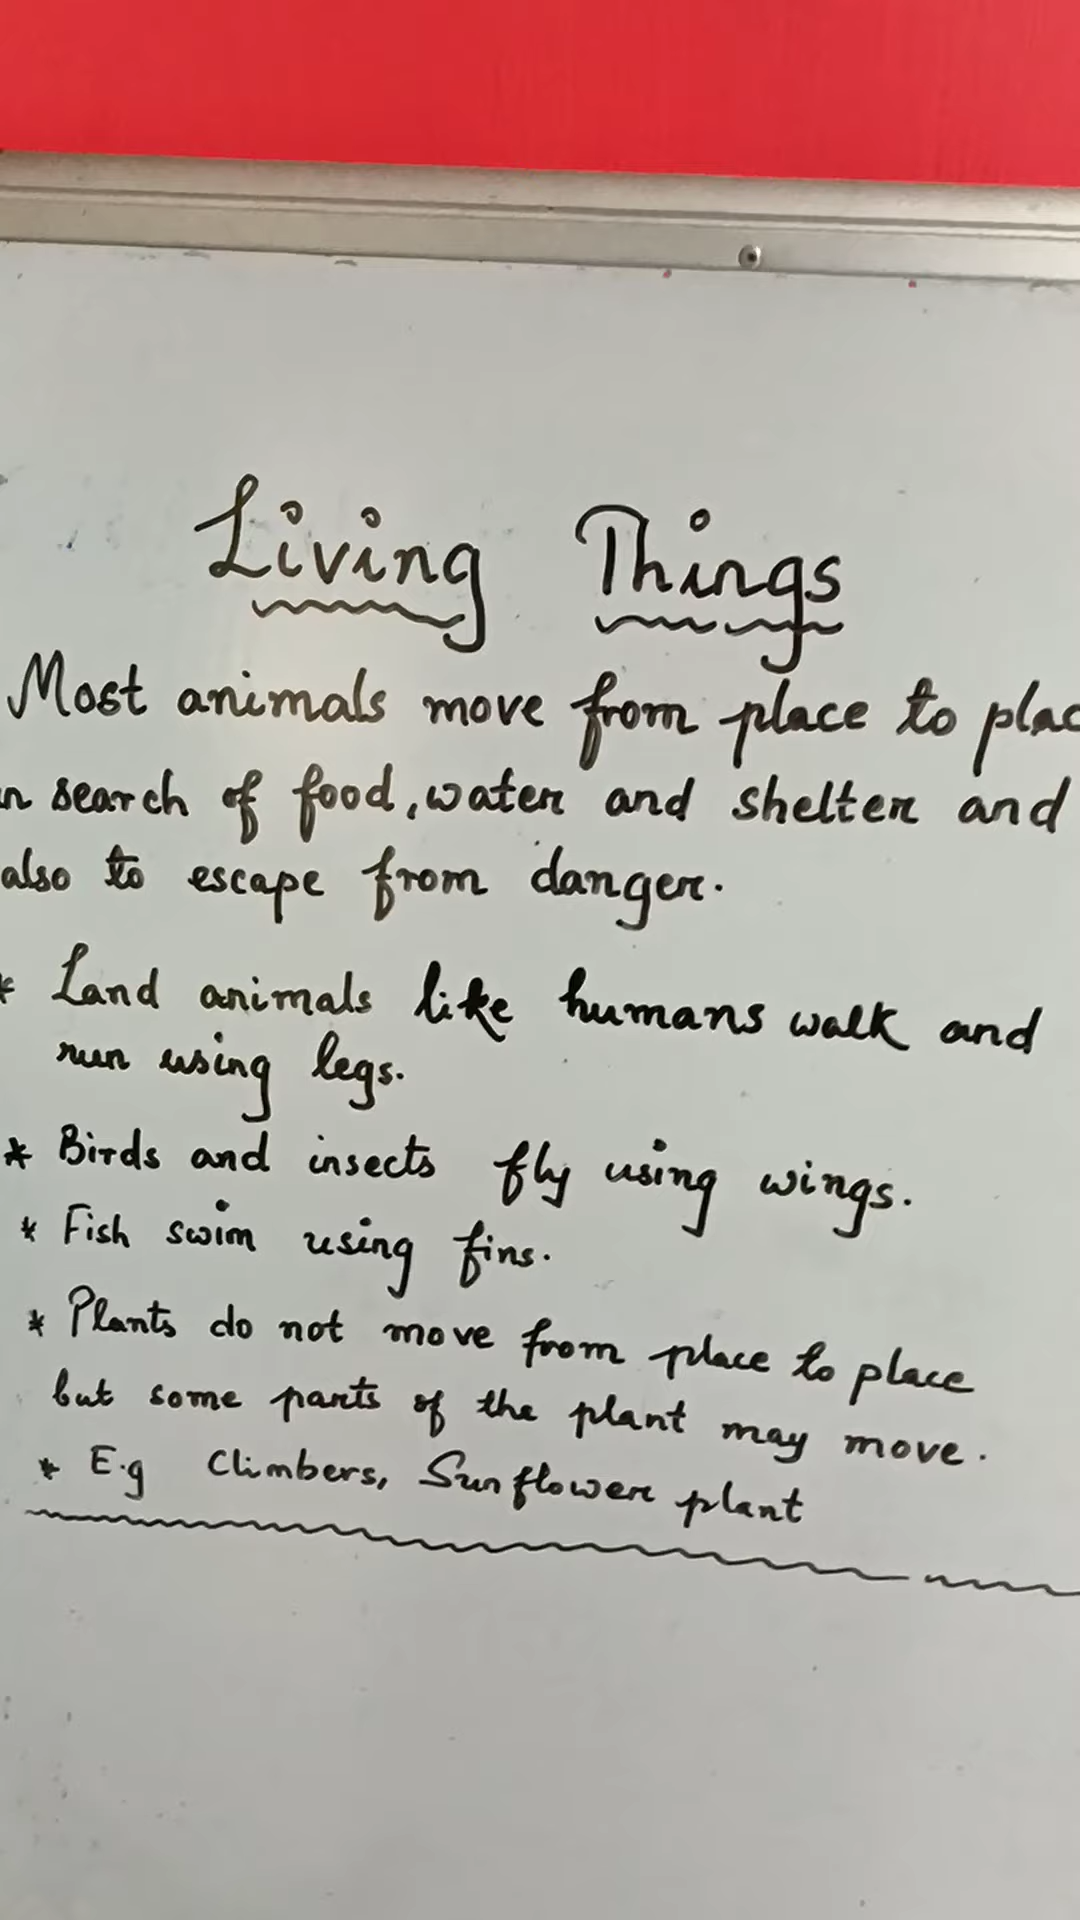 Living Things
Most animals move from place to plac
n search of food, water and shelter and
also to escape from danger.
* Land animals like humans walk and
run using legs.
* Birds and insects fly using wings.
* Fish swim using fins.
* Plants do not move from place to place
but some parts of the plant may move.
* E.g Climbers, Sunflower plant